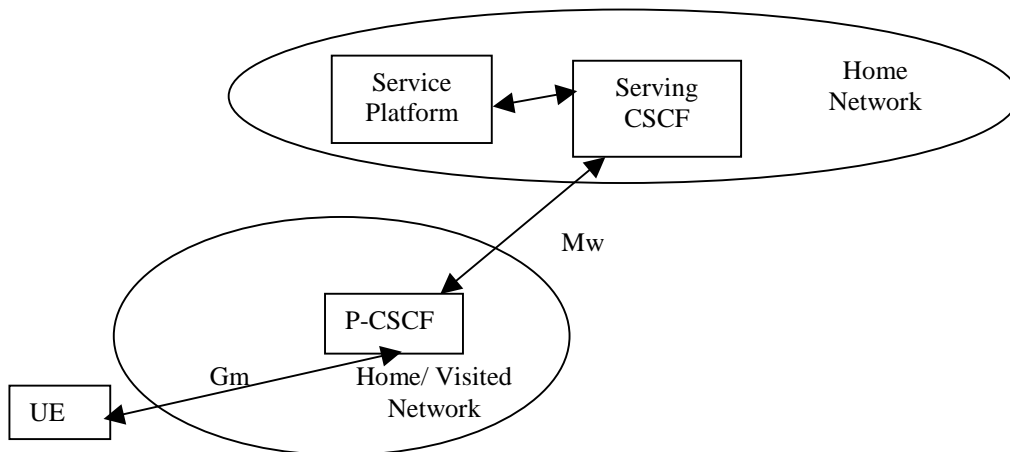 Service
Platform
Serving
CSCF
Home
Network
Mw
P-CSCF
Gm
Home/ Visited
Network
UE